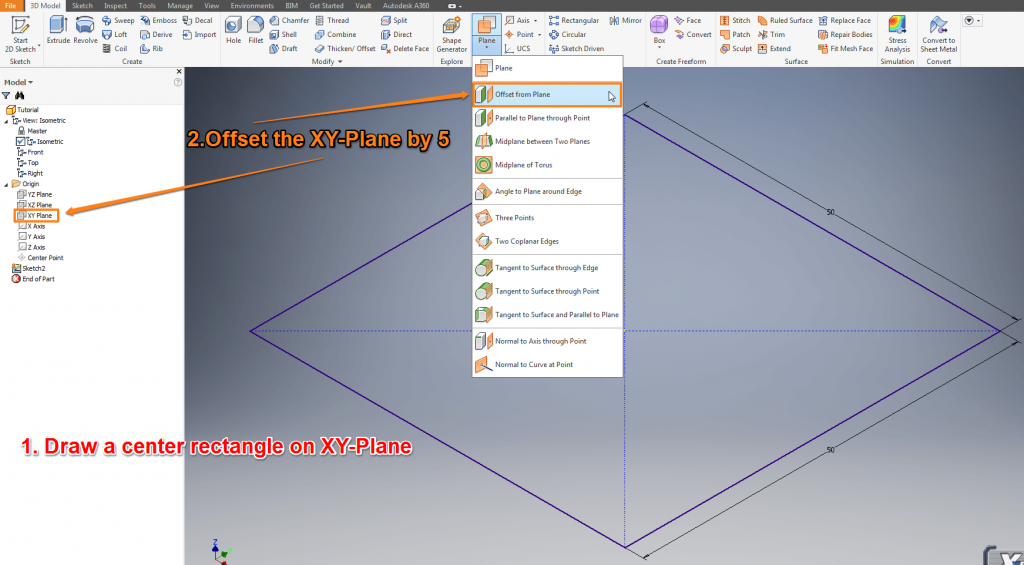 File 3D Model Sketch Inspect Tools Manage View Environments BIM Get Started Vault Autodesk A360
Start 2D Sketch
Sketch
Extrude Revolve Sweep Emboss Decal
Loft Derive Import
Coil Rib
Create
Hole Fillet Chamfer Thread Split
Shell Combine Direct
Draft Thicken/ Offset Delete Face
Modify
Shape Generator
Explore
Plane Axis
Point
UCS
Rectangular Mirror
Circular
Sketch Driven
Box Face
Convert
Create Freeform
Stitch Ruled Surface Replace Face
Patch Trim Repair Bodies
Sculpt Extend Fit Mesh Face
Surface
Stress Analysis
Simulation
Convert to Sheet Metal
Convert
Model
Tutorial
View: Isometric
Master
Isometric
Front
Top
Right
Origin
YZ Plane
XZ Plane
XY Plane
X Axis
Y Axis
Z Axis
Center Point
Sketch2
End of Part
Plane
Offset from Plane
Parallel to Plane through Point
Midplane between Two Planes
Midplane of Torus
Angle to Plane around Edge
Three Points
Two Coplanar Edges
Tangent to Surface through Edge
Tangent to Surface through Point
Tangent to Surface and Parallel to Plane
Normal to Axis through Point
Normal to Curve at Point
2.Offset the XY-Plane by 5
50
1. Draw a center rectangle on XY-Plane
50
Z